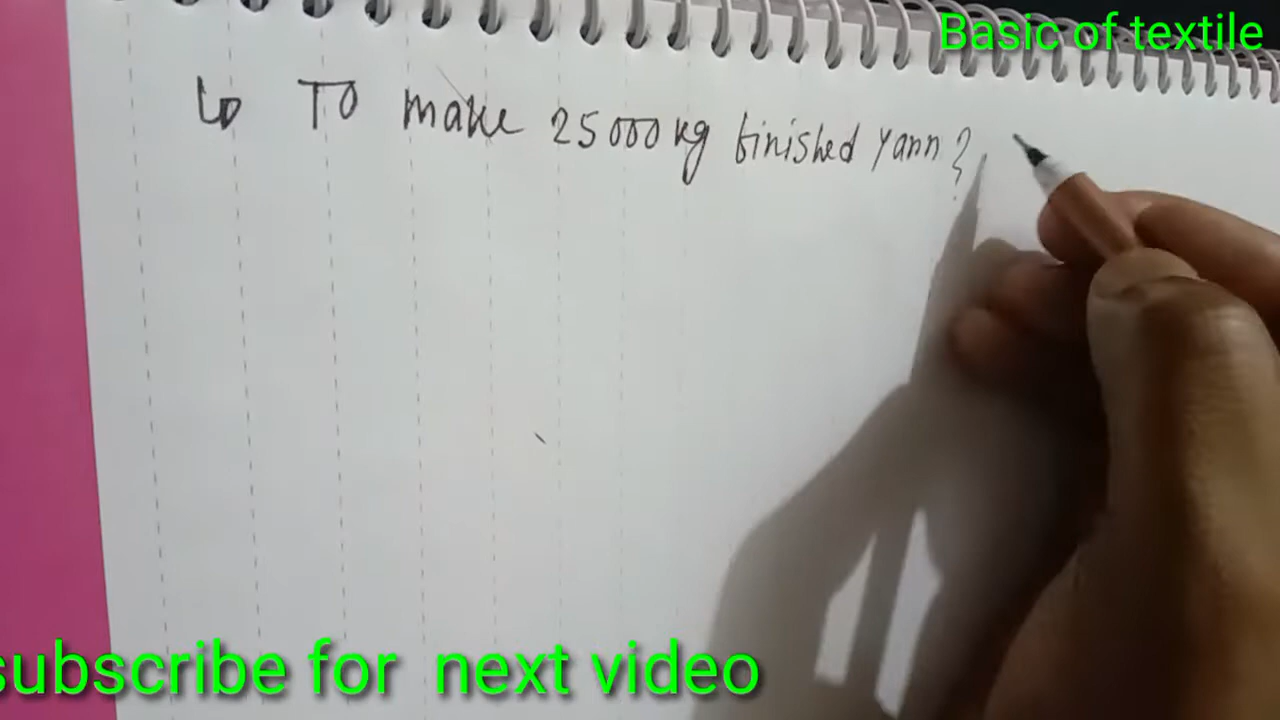 Basic of textile
To make 25000 kg finished yarn?
subscribe for next video